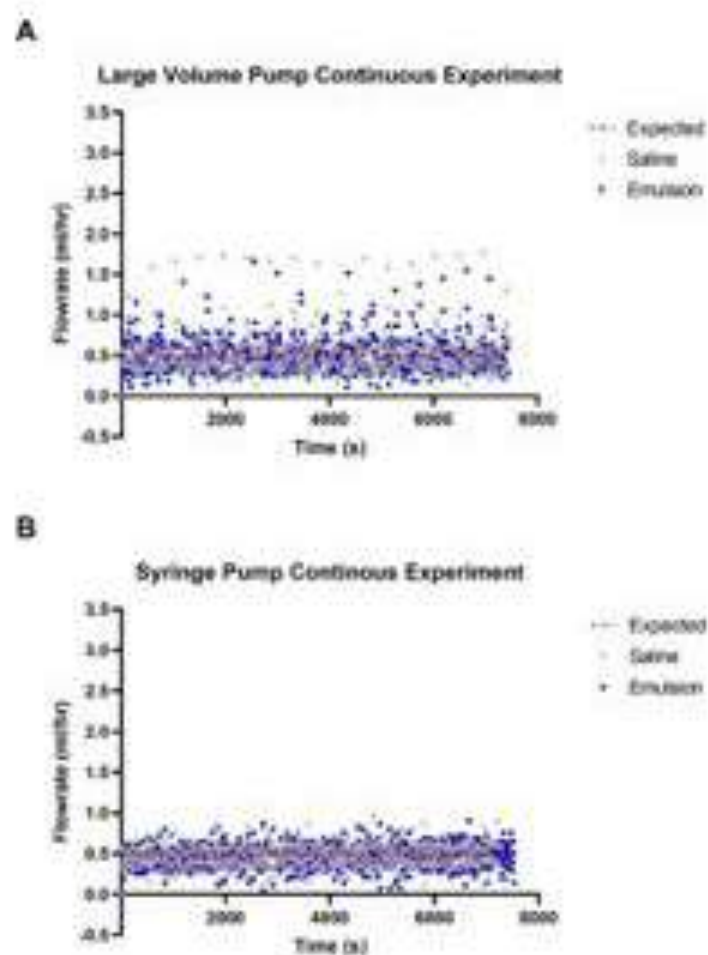 A
Large Volume Pump Continuous Experiment
3.5
3.0
2.5
2.0
1.5
1.0
0.5
0.0
-0.5
Flowrate (ml/hr)
2000
4000
6000
8000
Time (s)
Expected
Saline
Emulsion
B
Syringe Pump Continous Experiment
3.5
3.0
2.5
2.0
1.5
1.0
0.5
0.0
-0.5
Flowrate (ml/hr)
2000
4000
6000
8000
Time (s)
Expected
Saline
Emulsion